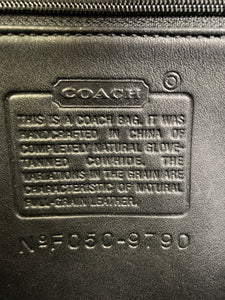 COACH ©
THIS IS A COACH BAG. IT WAS
HANDCRAFTED IN CHINA OF
COMPLETELY NATURAL GLOVE-
TANNED COWHIDE. THE
VARIATIONS IN THE GRAIN ARE
CHARACTERISTIC OF NATURAL
FULL-GRAIN LEATHER.
Nº F05O-9790